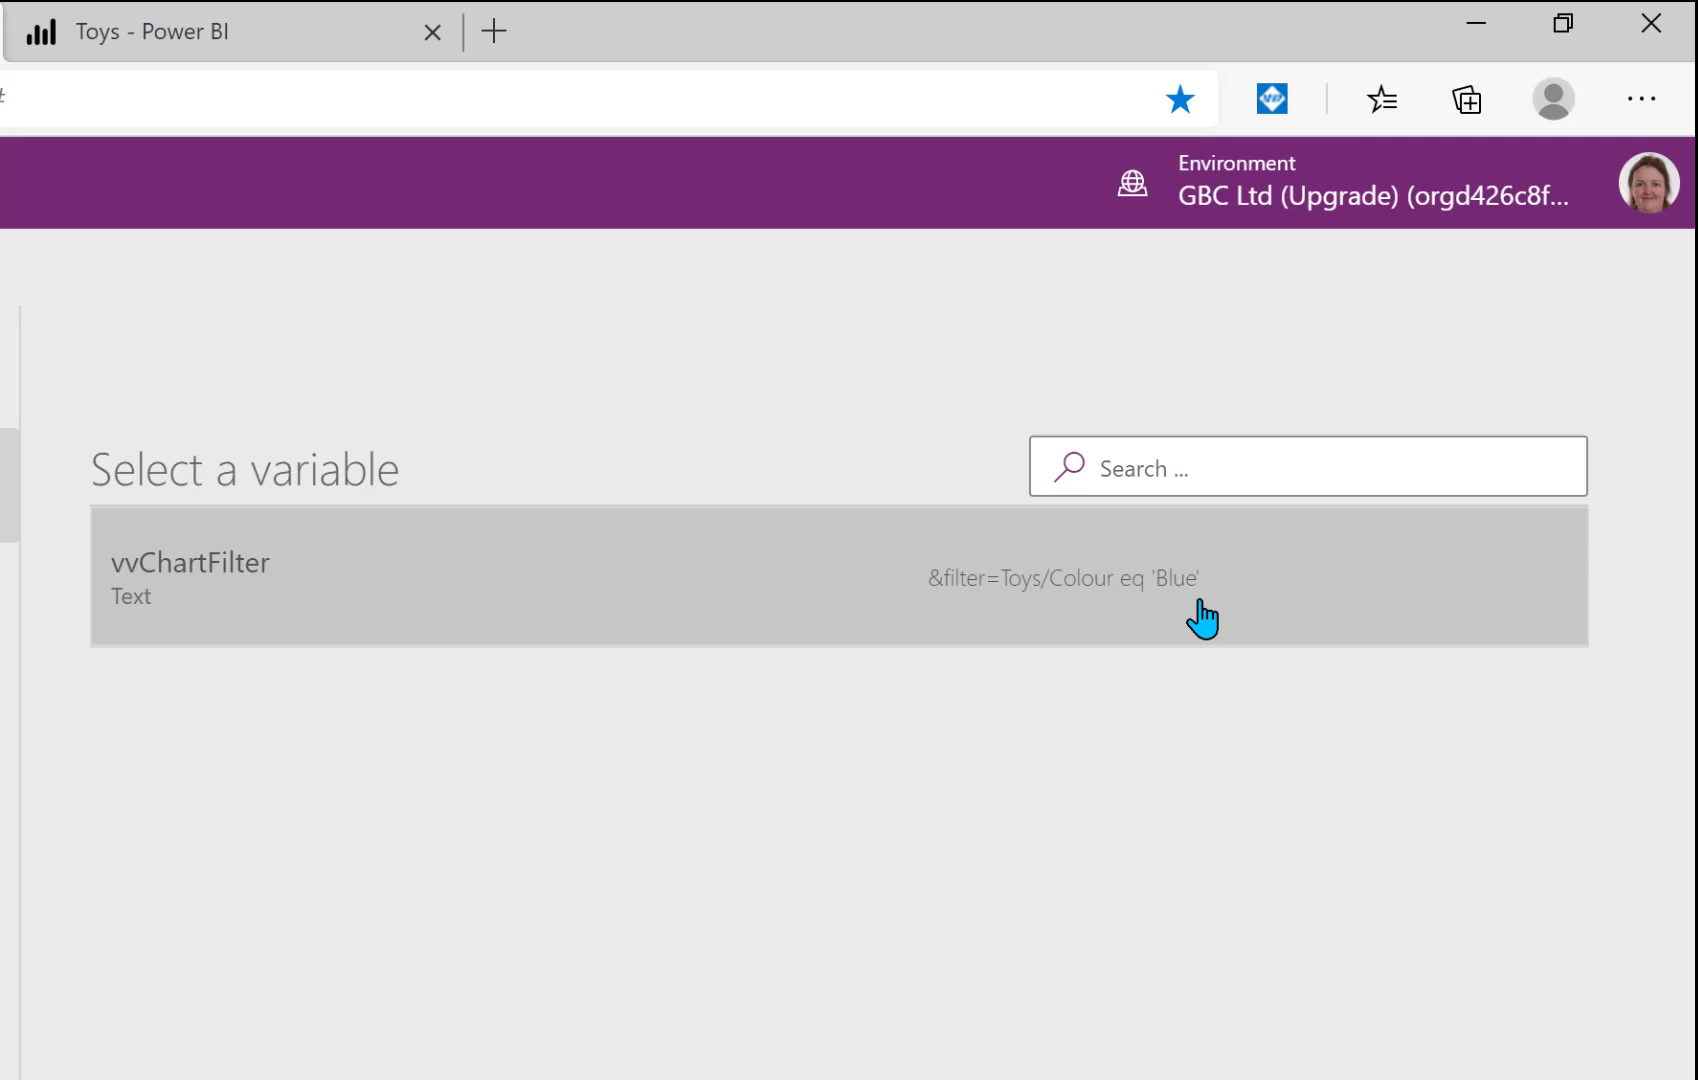 Toys - Power BI
Environment
GBC Ltd (Upgrade) (orgd426c8f...
Select a variable
Search ...
vvChartFilter
&filter=Toys/Colour eq 'Blue'
Text